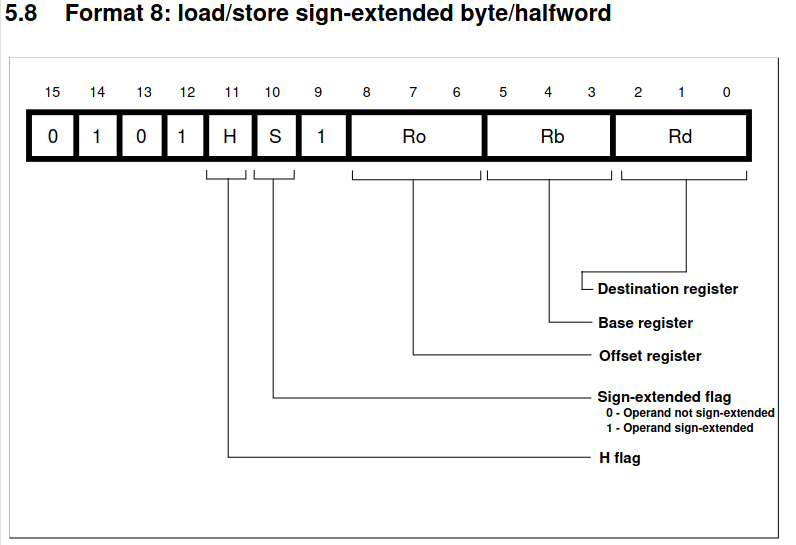 5.8 Format 8: load/store sign-extended byte/halfword
15 14 13 12 11 10 9 8 7 6 5 4 3 2 1 0
0 1 0 1 H S 1 Ro Rb Rd
Destination register
Base register
Offset register
Sign-extended flag
0 - Operand not sign-extended
1 - Operand sign-extended
H flag